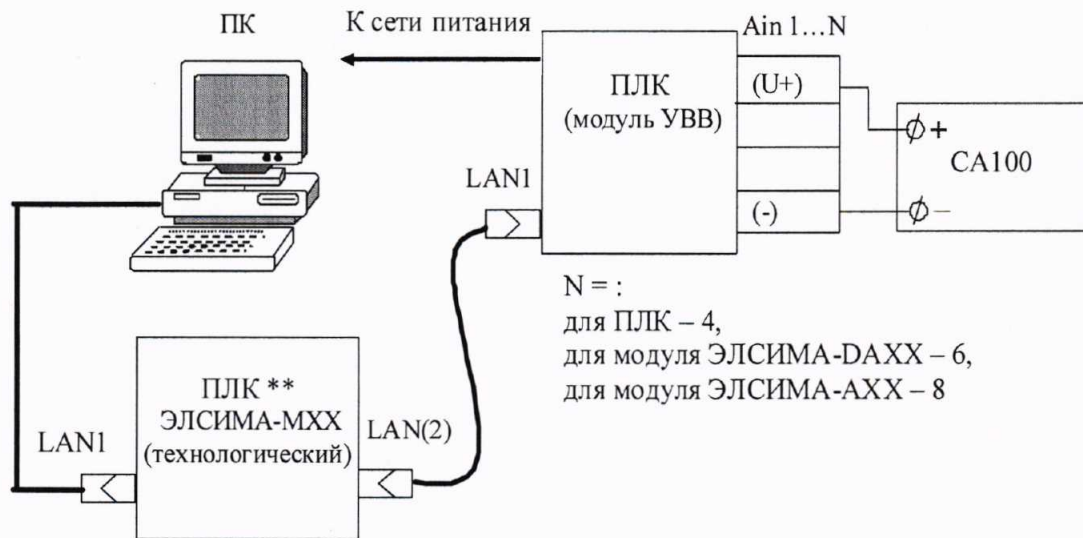 ПК
К сети питания
Ain 1...N
ПЛК
(модуль УВВ)
(U+)
(-)
+
−
СА100
LAN1
N = :
для ПЛК – 4,
для модуля ЭЛСИМА-DAXX – 6,
для модуля ЭЛСИМА-AXX – 8
ПЛК **
ЭЛСИМА-МХХ
(технологический)
LAN1
LAN(2)